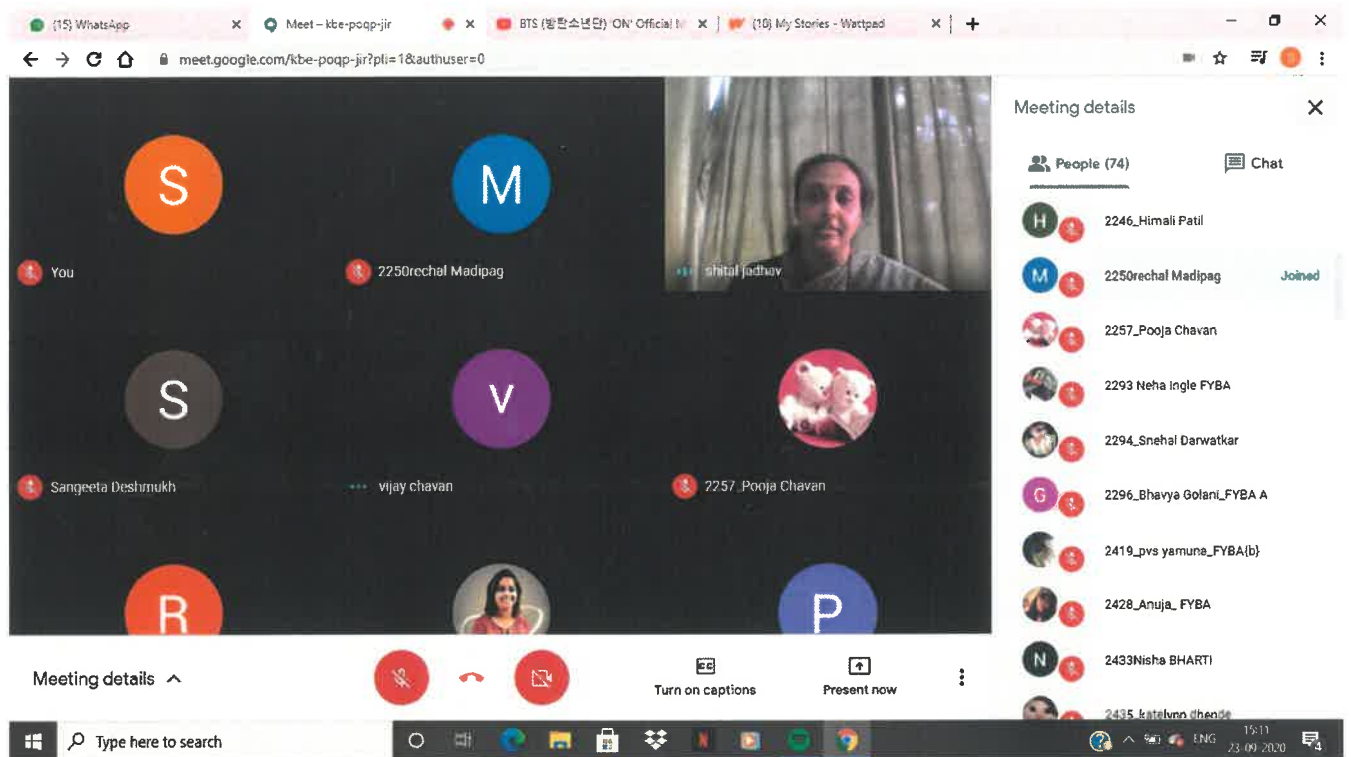 (15) WhatsApp
Meet – kbe-poqp-jir
BTS (방탄소년단) 'ON' Official M
(18) My Stories - Wattpad
meet.google.com/kbe-poqp-jir?pli=1&authuser=0
S
M
You
2250rechal Madipag
shital jadhav
S
V
Sangeeta Deshmukh
vijay chavan
2257_Pooja Chavan
R
P
Meeting details
People (74)
Chat
H
2246_Himali Patil
M
2250rechal Madipag
Joined
2257_Pooja Chavan
2293 Neha Ingle FYBA
2294_Snehal Darwatkar
G
2296_Bhavya Golani_FYBA A
2419_pvs yamuna_FYBA{b}
2428_Anuja_ FYBA
N
2433Nisha BHARTI
2435_katelynn dhende
Meeting details
Turn on captions
Present now
Type here to search
ENG
15:11
23-09-2020